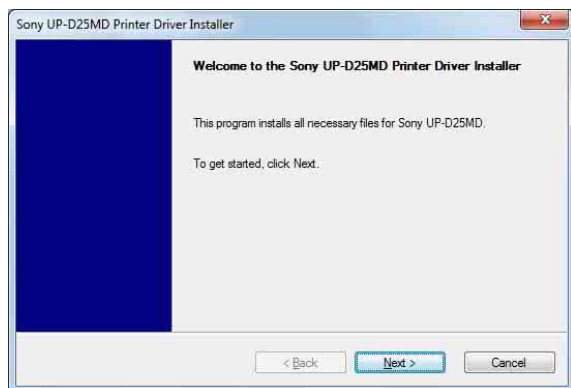 Sony UP-D25MD Printer Driver Installer
Welcome to the Sony UP-D25MD Printer Driver Installer
This program installs all necessary files for Sony UP-D25MD.
To get started, click Next.
< Back Next > Cancel